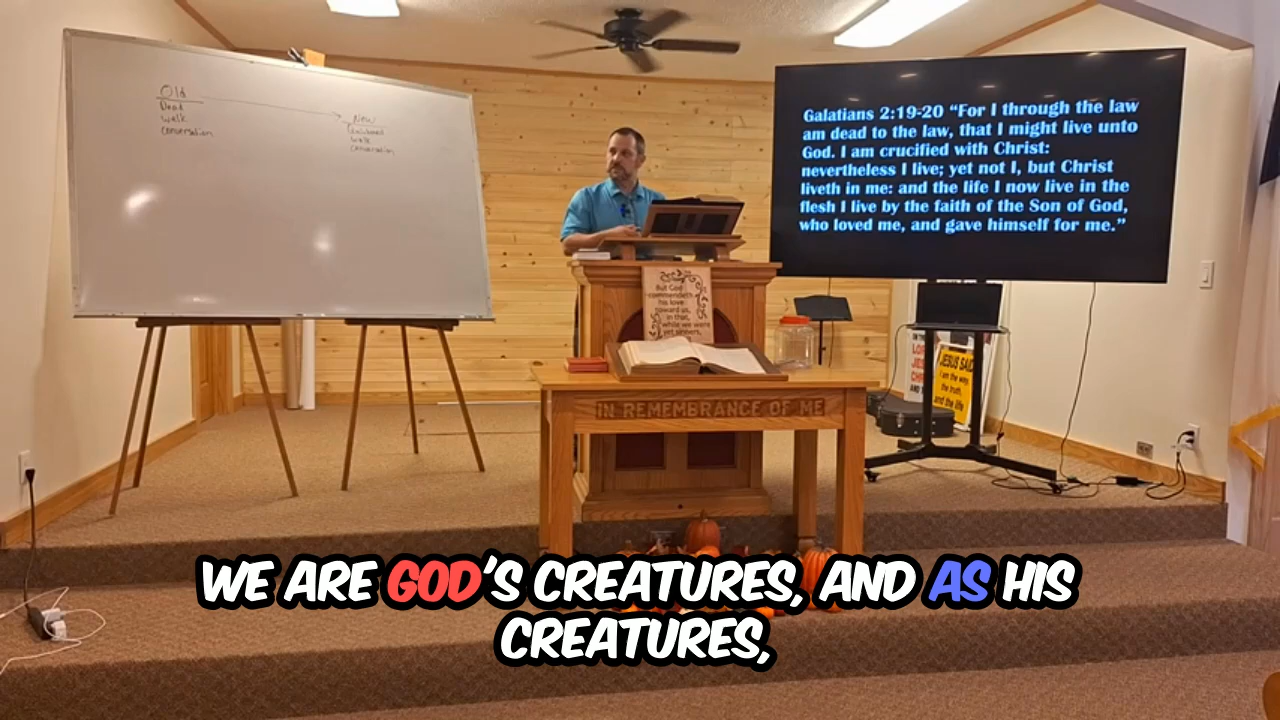 Old
Dead
walk
conversation
New
walk
conversation
Galatians 2:19-20 “For I through the law
am dead to the law, that I might live unto
God. I am crucified with Christ:
nevertheless I live; yet not I, but Christ
liveth in me: and the life I now live in the
flesh I live by the faith of the Son of God,
who loved me, and gave himself for me.”
But God
commendeth
his love
toward us,
in that,
while we were
yet sinners,
IN REMEMBRANCE OF ME
JESUS SAID
I am the way,
the truth,
and the life
WE ARE GOD'S CREATURES, AND AS HIS
CREATURES,